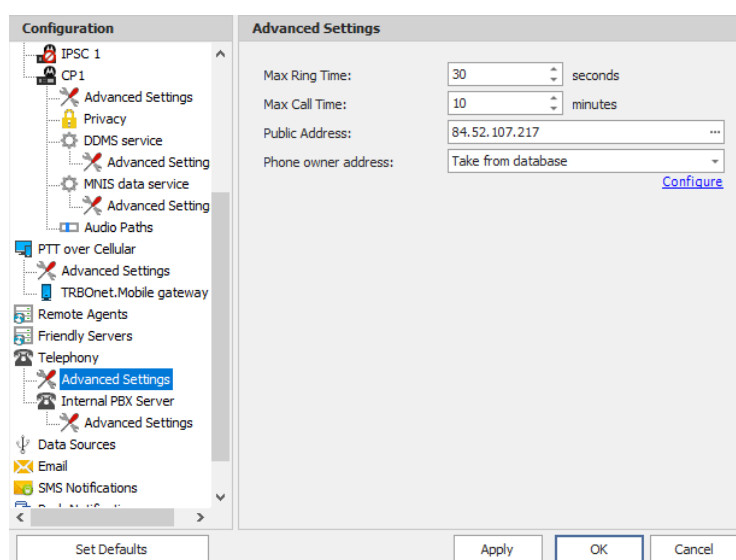 Configuration
IPSC 1
CP1
Advanced Settings
Privacy
DDMS service
Advanced Setting
MNIS data service
Advanced Setting
Audio Paths
PTT over Cellular
Advanced Settings
TRBOnet.Mobile gateway
Remote Agents
Friendly Servers
Telephony
Advanced Settings
Internal PBX Server
Advanced Settings
Data Sources
Email
SMS Notifications
Set Defaults
Advanced Settings
Max Ring Time: 30 seconds
Max Call Time: 10 minutes
Public Address: 84.52.107.217 ...
Phone owner address: Take from database
Configure
Apply OK Cancel